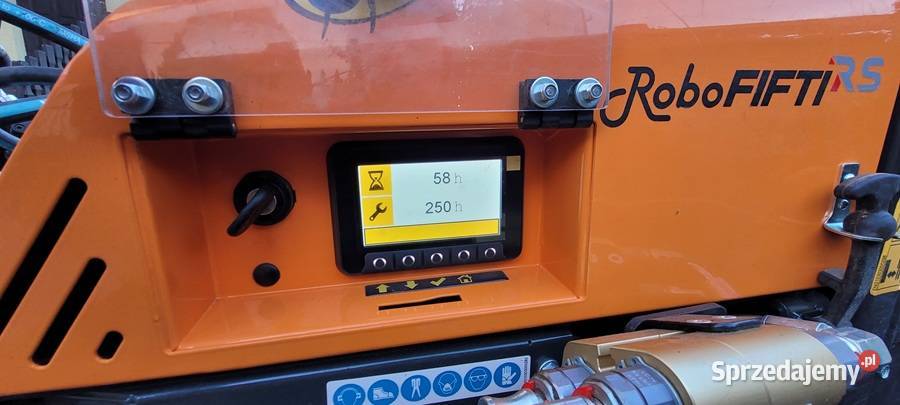 RoboFIFTI RS
58 h
250 h
Sprzedajemy.pl